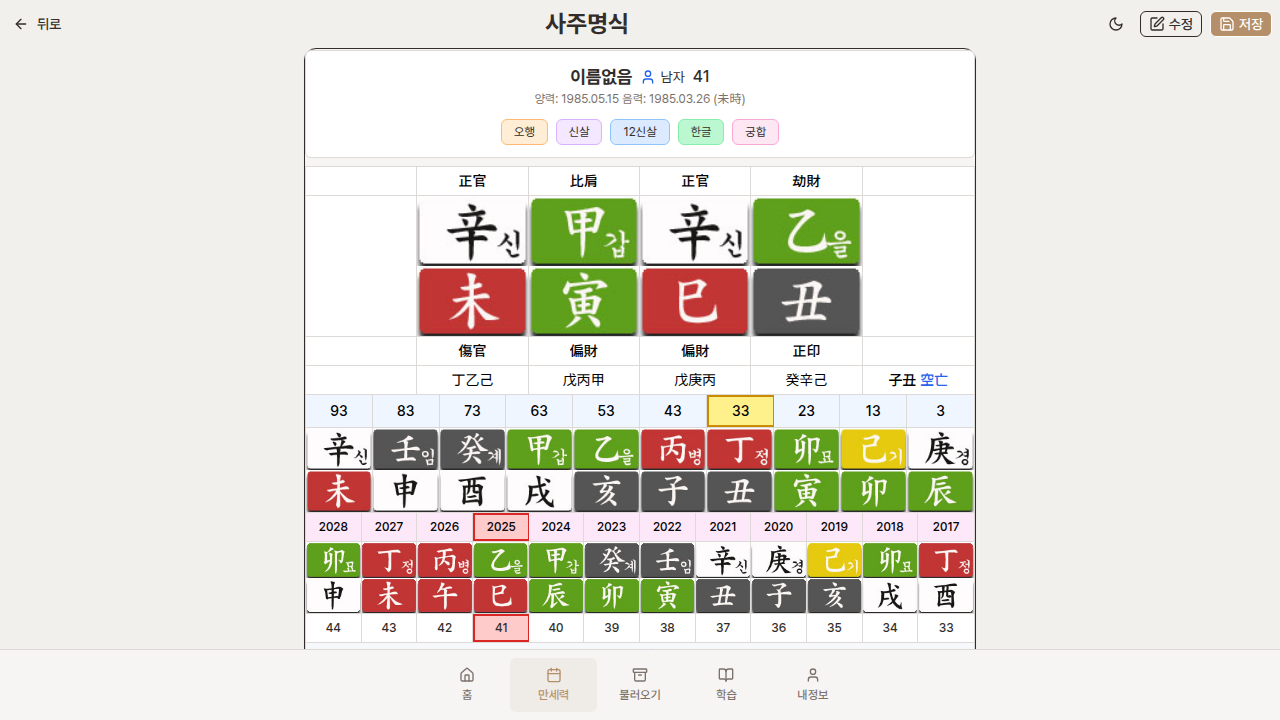 뒤로
사주명식
수정
저장
이름없음 남자 41
양력: 1985.05.15 음력: 1985.03.26 (未時)
오행 신살 12신살 한글 궁합
正官 比肩 正官 劫財
辛신 甲갑 辛신 乙을
未 寅 巳 丑
傷官 偏財 偏財 正印
丁乙己 戊丙甲 戊庚丙 癸辛己 子丑 空亡
93 83 73 63 53 43 33 23 13 3
辛신 壬임 癸계 甲갑 乙을 丙병 丁정 卯묘 己기 庚경
未 申 酉 戌 亥 子 丑 寅 卯 辰
2028 2027 2026 2025 2024 2023 2022 2021 2020 2019 2018 2017
卯묘 丁정 丙병 乙을 甲갑 癸계 壬임 辛신 庚경 己기 卯묘 丁정
申 未 午 巳 辰 卯 寅 丑 子 亥 戌 酉
44 43 42 41 40 39 38 37 36 35 34 33
홈 만세력 불러오기 학습 내정보